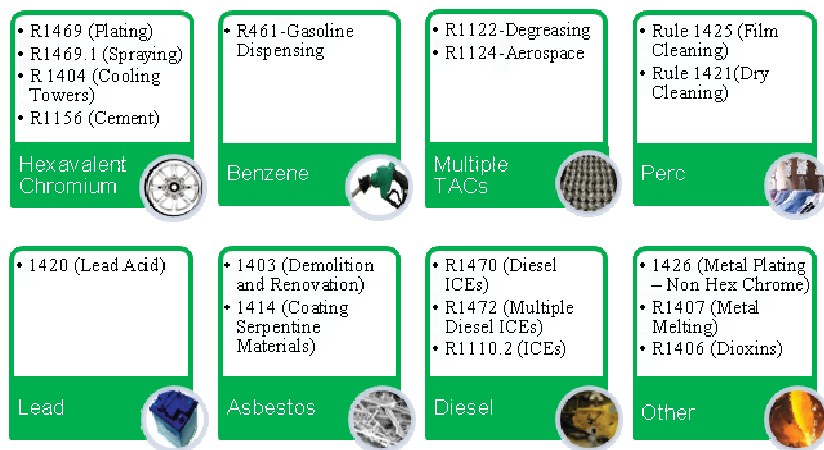 • R1469 (Plating)
• R1469.1 (Spraying)
• R 1404 (Cooling
Towers)
• R1156 (Cement)
Hexavalent
Chromium
• R461-Gasoline
Dispensing
Benzene
• R1122-Degreasing
• R1124-Aerospace
Multiple
TACs
• Rule 1425 (Film
Cleaning)
• Rule 1421(Dry
Cleaning)
Perc
• 1420 (Lead Acid)
Lead
• 1403 (Demolition
and Renovation)
• 1414 (Coating
Serpentine
Materials)
Asbestos
• R1470 (Diesel
ICEs)
• R1472 (Multiple
Diesel ICEs)
• R1110.2 (ICEs)
Diesel
• 1426 (Metal Plating
– Non Hex Chrome)
• R1407 (Metal
Melting)
• R1406 (Dioxins)
Other